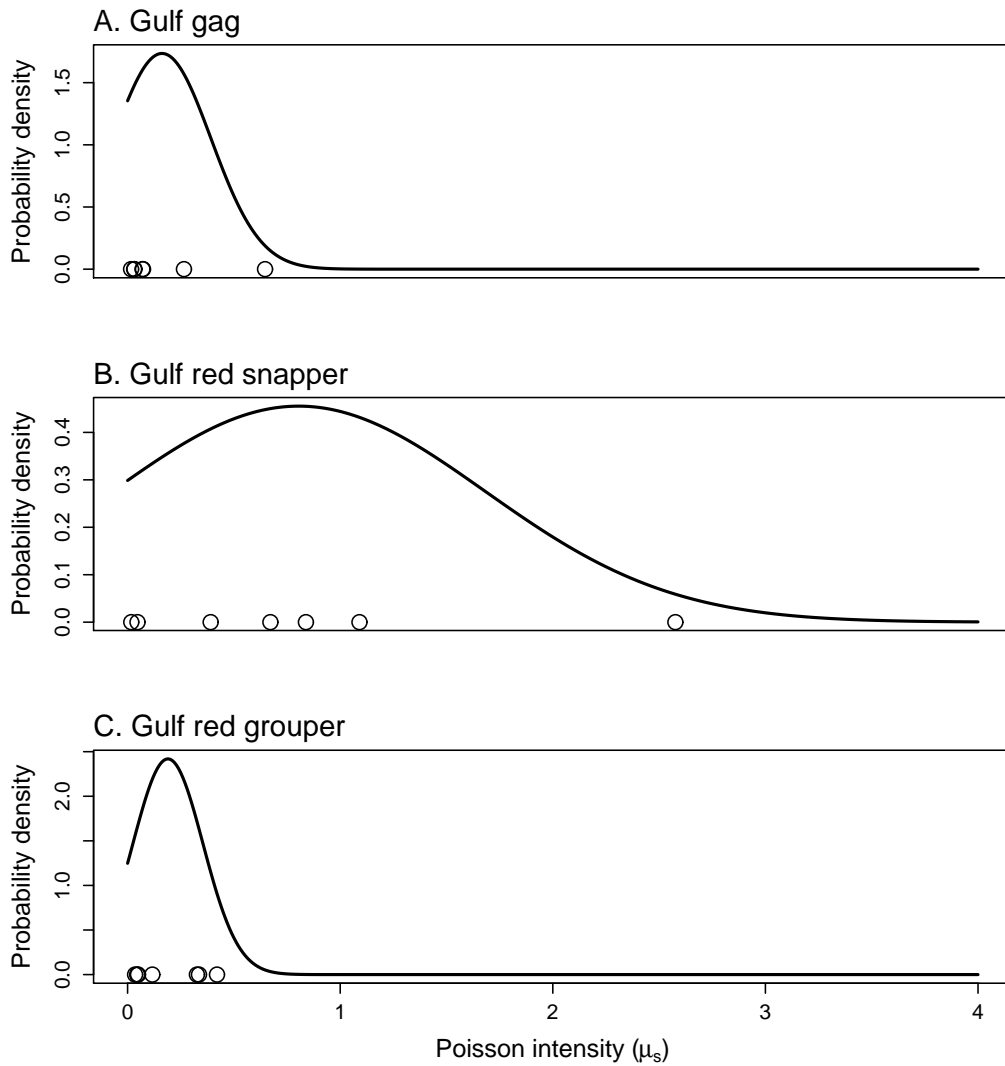 A. Gulf gag
Probability density
0.0 0.5 1.0 1.5
B. Gulf red snapper
Probability density
0.0 0.1 0.2 0.3 0.4
C. Gulf red grouper
Probability density
0.0 1.0 2.0
0 1 2 3 4
Poisson intensity (μs)